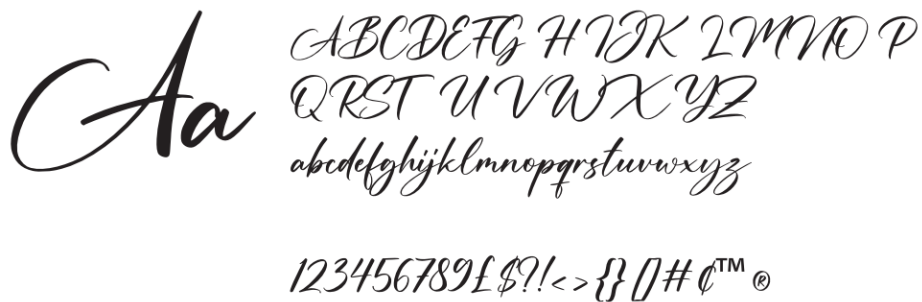 Aa
ABCDEFG HIJK LMNO P
QRST UVWXYZ
abcdefghijklmnopqrstuvwxyz
123456789£$?!<>{}[]#¢™®